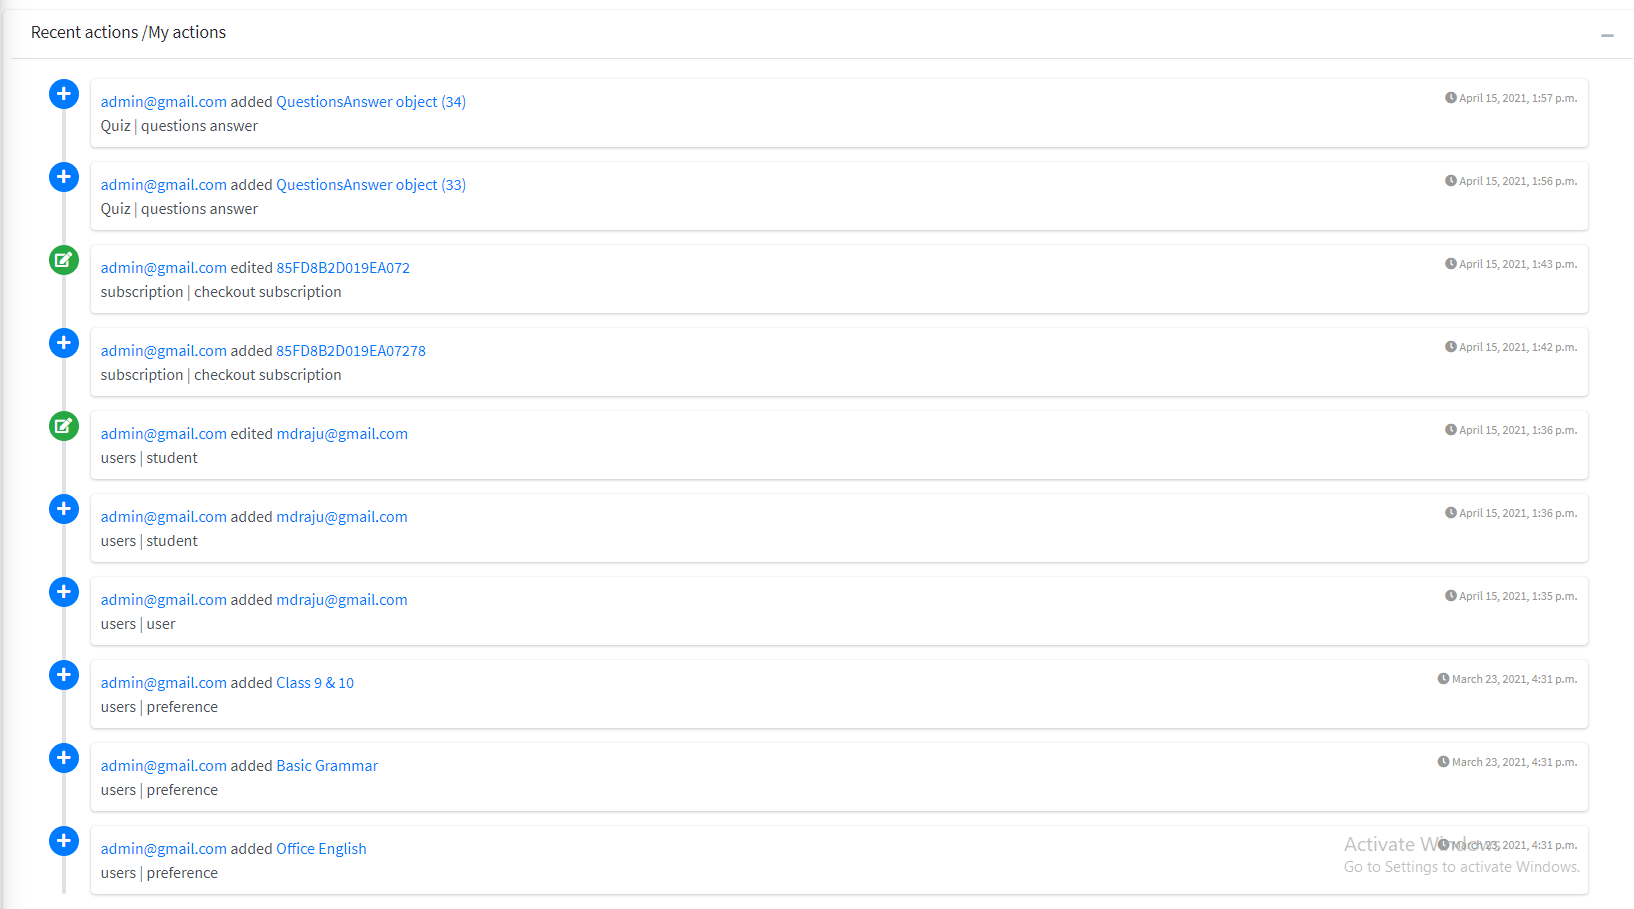 Recent actions /My actions
admin@gmail.com added QuestionsAnswer object (34)
April 15, 2021, 1:57 p.m.
Quiz | questions answer
admin@gmail.com added QuestionsAnswer object (33)
April 15, 2021, 1:56 p.m.
Quiz | questions answer
admin@gmail.com edited 85FD8B2D019EA072
April 15, 2021, 1:43 p.m.
subscription | checkout subscription
admin@gmail.com added 85FD8B2D019EA07278
April 15, 2021, 1:42 p.m.
subscription | checkout subscription
admin@gmail.com edited mdraju@gmail.com
April 15, 2021, 1:36 p.m.
users | student
admin@gmail.com added mdraju@gmail.com
April 15, 2021, 1:36 p.m.
users | student
admin@gmail.com added mdraju@gmail.com
April 15, 2021, 1:35 p.m.
users | user
admin@gmail.com added Class 9 & 10
March 23, 2021, 4:31 p.m.
users | preference
admin@gmail.com added Basic Grammar
March 23, 2021, 4:31 p.m.
users | preference
admin@gmail.com added Office English
March 23, 2021, 4:31 p.m.
users | preference
Activate Windows
Go to Settings to activate Windows.